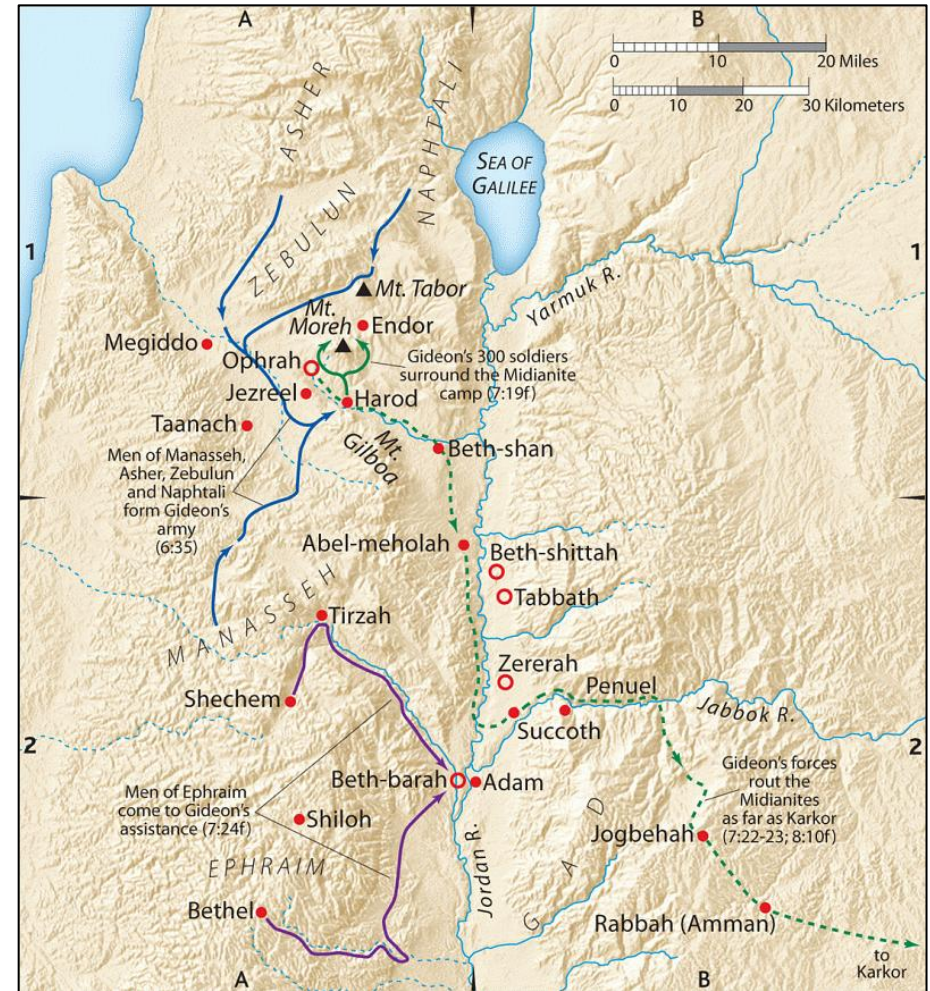 A
B
0
10
20 Miles
0
10
20
30 Kilometers
ASHER
NAPHTALI
SEA OF
GALILEE
ZEBULUN
1
1
Yarmuk R.
Mt. Tabor
Mt.
Moreh
Endor
Megiddo
Ophrah
Gideon's 300 soldiers
surround the Midianite
camp (7:19f)
Jezreel
Harod
Taanach
Mt.
Gilboa
Beth-shan
Men of Manasseh,
Asher, Zebulun
and Naphtali
form Gideon's
army
(6:35)
Abel-meholah
Beth-shittah
Tabbath
MANASSEH
Tirzah
Zererah
Penuel
Shechem
Jabbok R.
Succoth
2
2
Beth-barah
Adam
Gideon's forces
rout the
Midianites
as far as Karkor
(7:22-23; 8:10f)
Men of Ephraim
come to Gideon's
assistance (7:24f)
Shiloh
Jogbehah
Jordan R.
GAD
EPHRAIM
Bethel
Rabbah (Amman)
to
Karkor
A
B